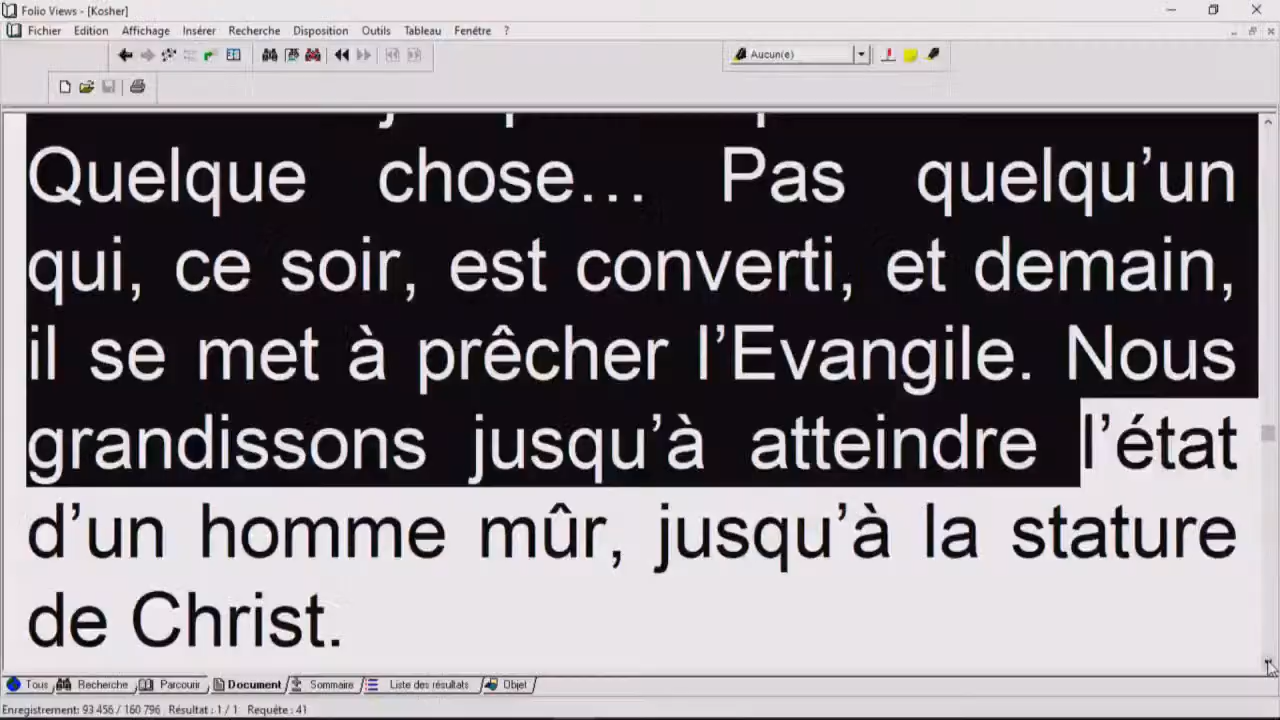 Folio Views - [Kosher]
Fichier Edition Affichage Insérer Recherche Disposition Outils Tableau Fenêtre ?
Aucun(e)
Quelque chose… Pas quelqu’un
qui, ce soir, est converti, et demain,
il se met à prêcher l’Evangile. Nous
grandissons jusqu’à atteindre l’état
d’un homme mûr, jusqu’à la stature
de Christ.
Tous Recherche Parcourir Document Sommaire Liste des résultats Objet
Enregistrement: 93 456 / 160 796 Résultat : 1 / 1 Requête : 41